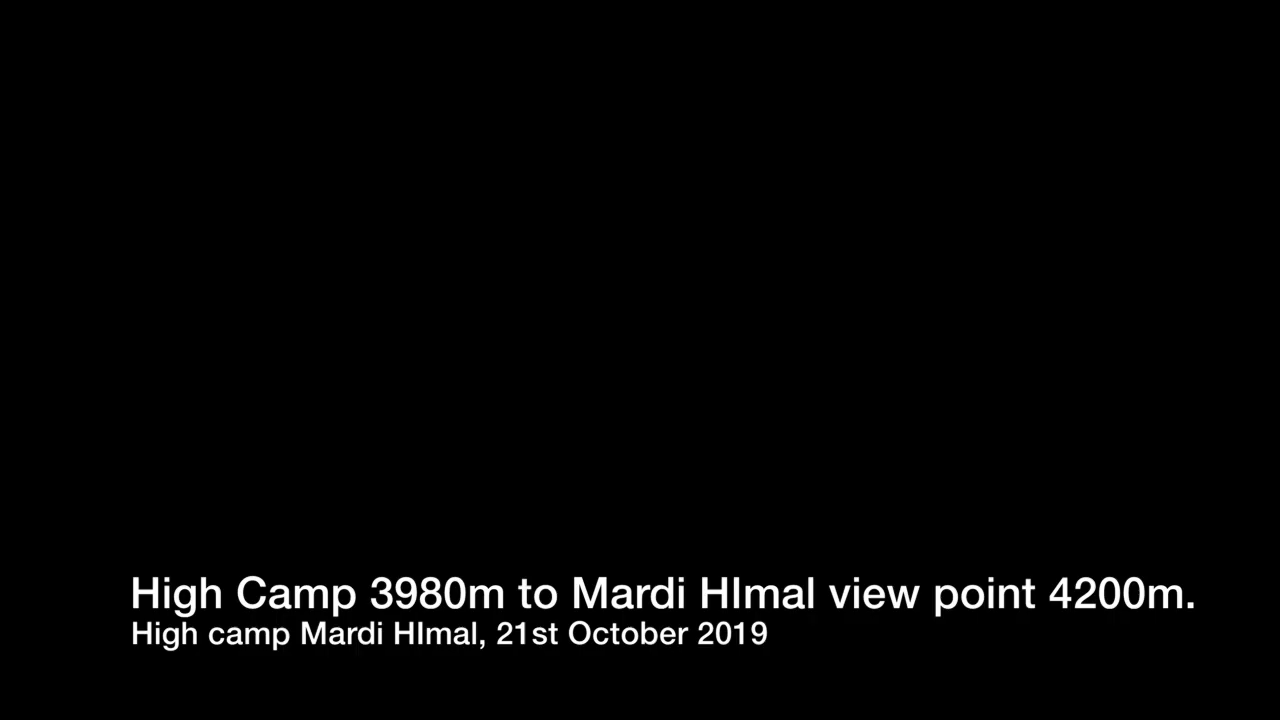 High Camp 3980m to Mardi HImal view point 4200m.
High camp Mardi HImal, 21st October 2019